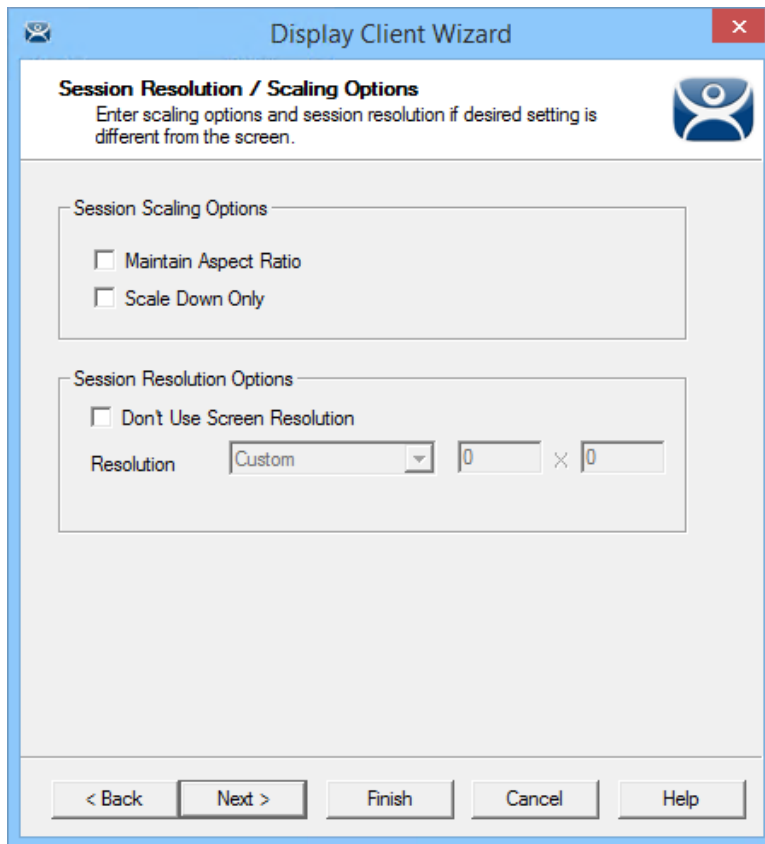 Display Client Wizard
Session Resolution / Scaling Options
Enter scaling options and session resolution if desired setting is
different from the screen.
Session Scaling Options
Maintain Aspect Ratio
Scale Down Only
Session Resolution Options
Don't Use Screen Resolution
Resolution Custom 0 X 0
< Back Next > Finish Cancel Help